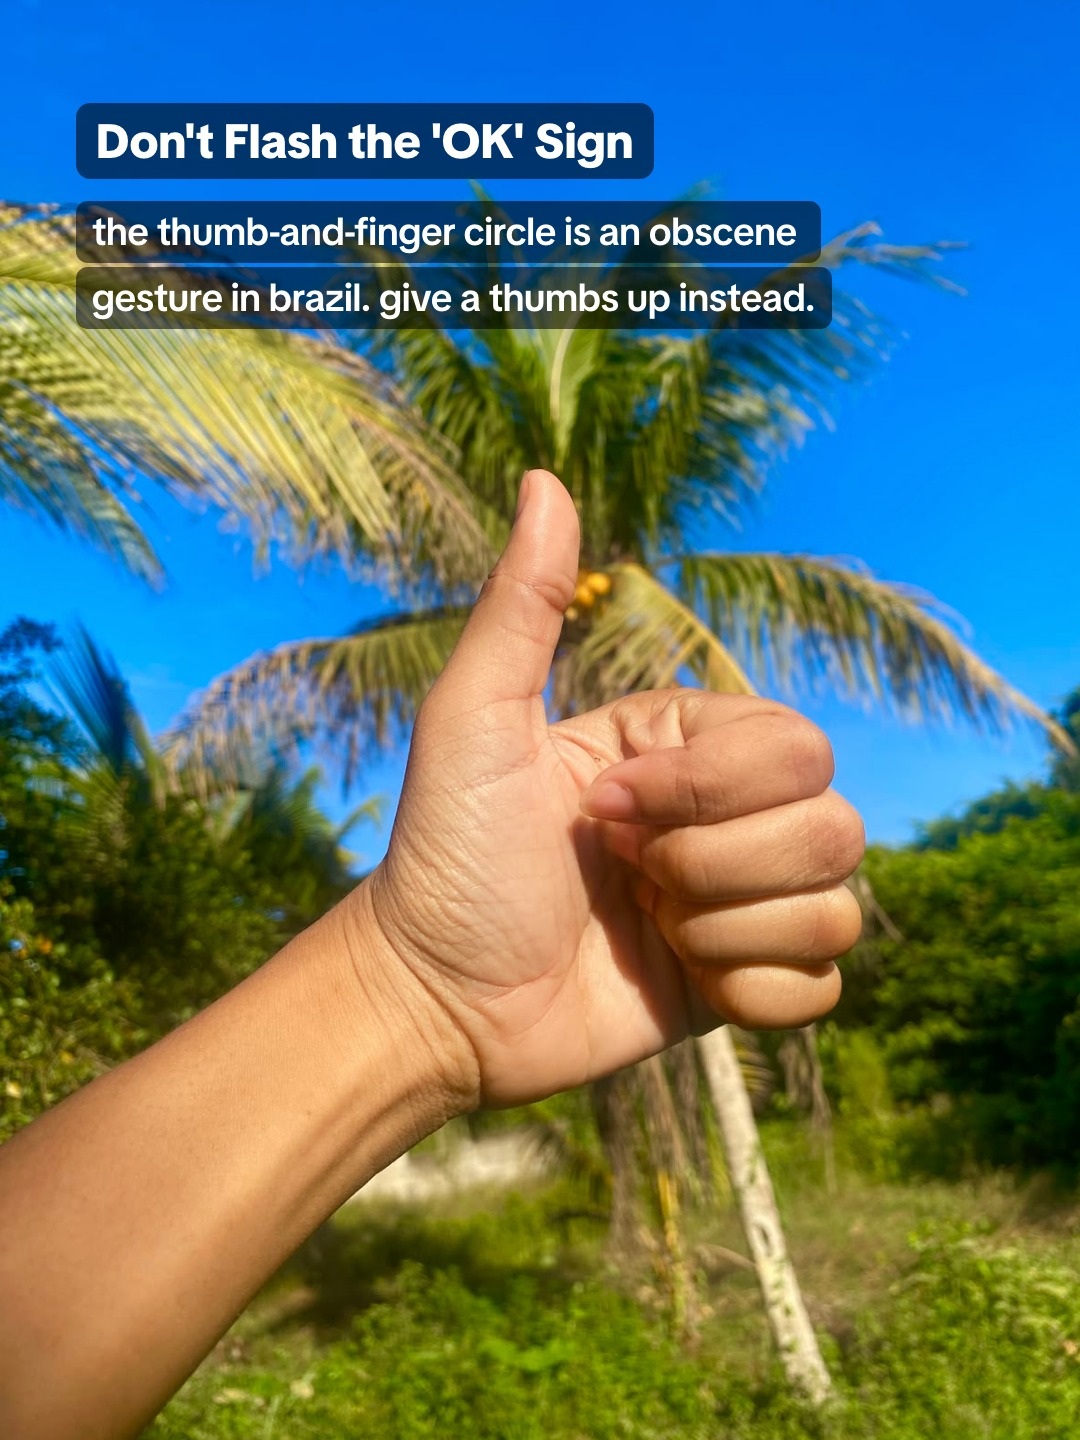 Don't Flash the 'OK' Sign
the thumb-and-finger circle is an obscene
gesture in brazil. give a thumbs up instead.